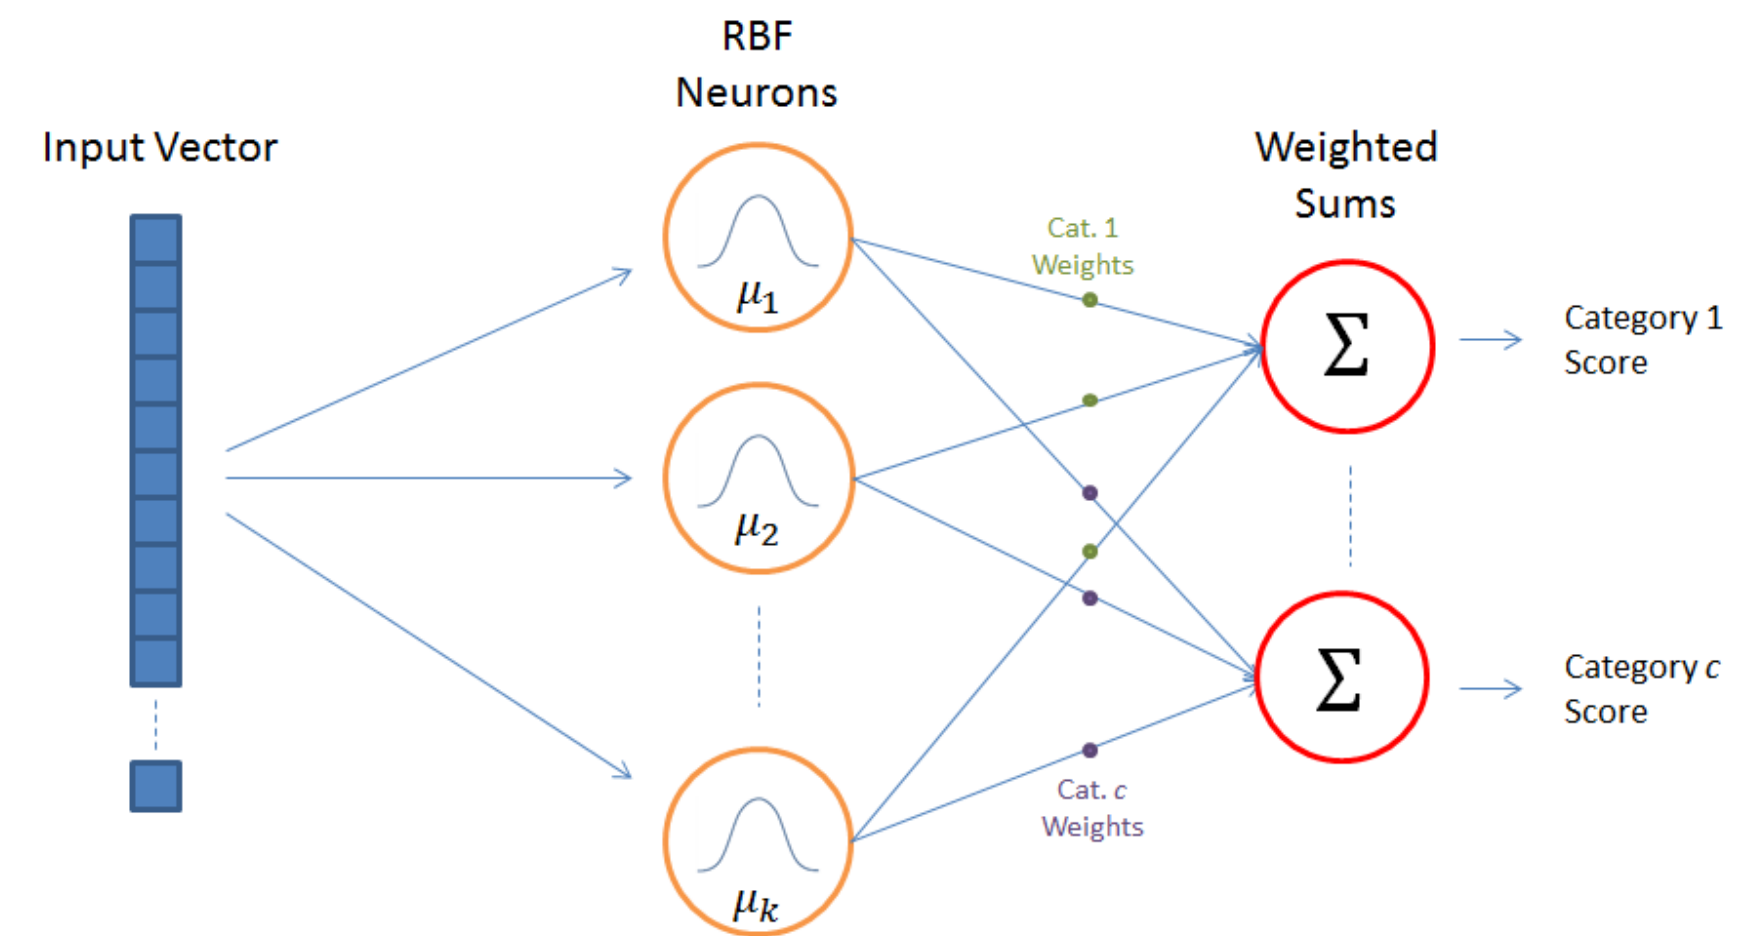 RBF
Neurons
Input Vector
Weighted
Sums
Cat. 1
Weights
μ1
Σ
Category 1
Score
μ2
Σ
Category c
Score
Cat. c
Weights
μk